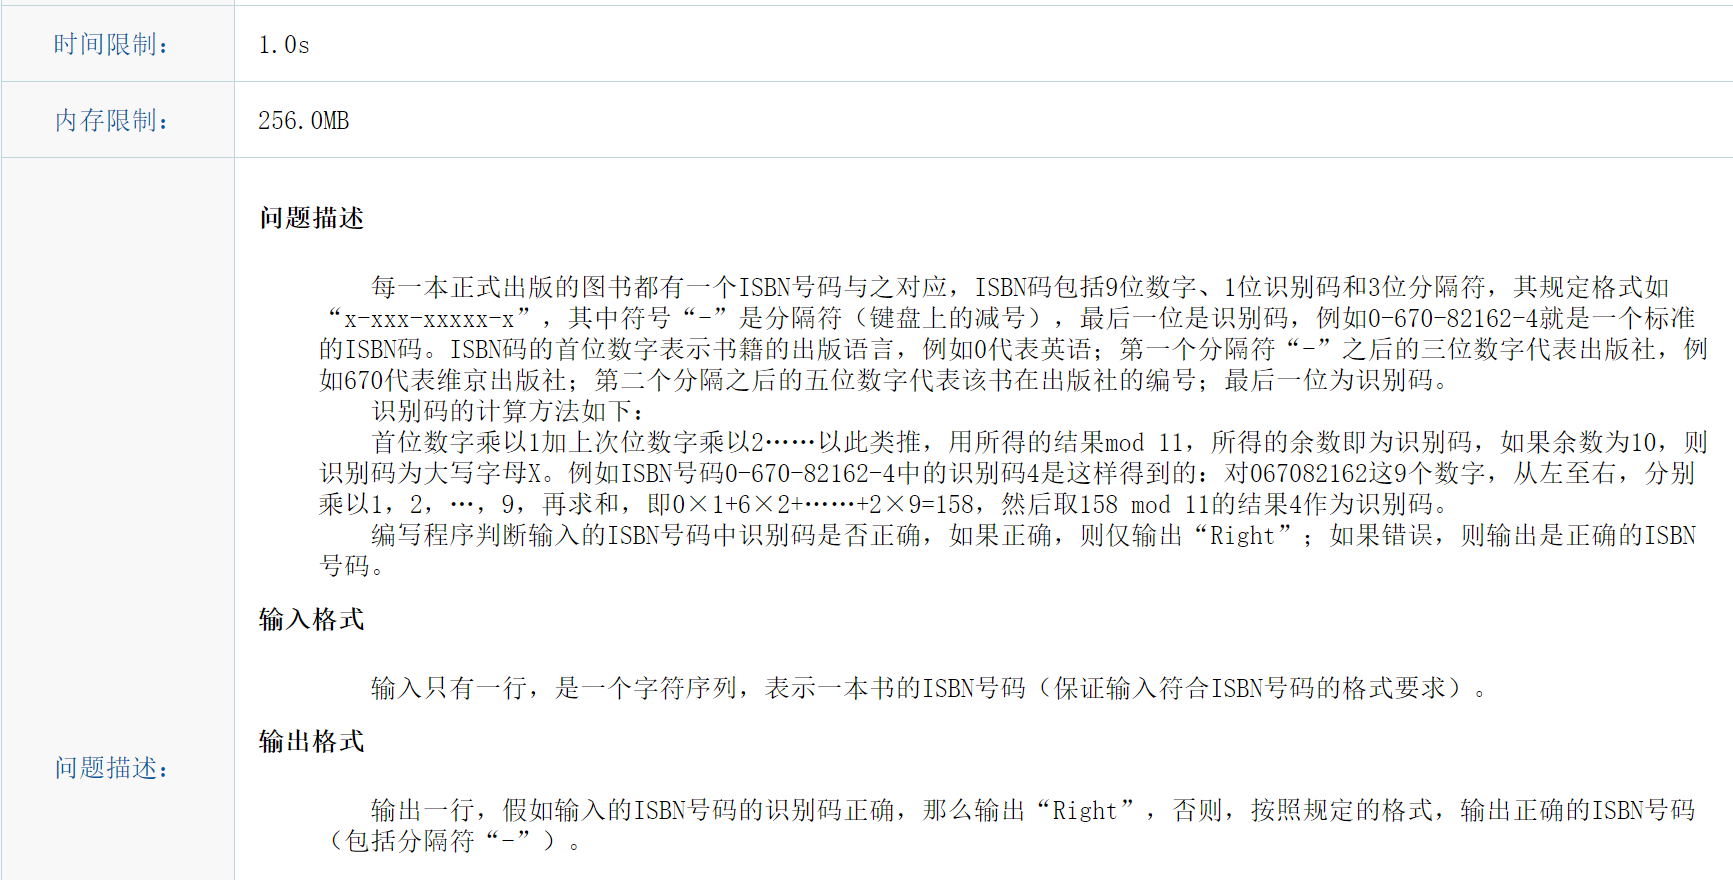 时间限制：
1.0s
内存限制：
256.0MB
问题描述
每一本正式出版的图书都有一个ISBN号码与之对应，ISBN码包括9位数字、1位识别码和3位分隔符，其规定格式如
“x-xxx-xxxxx-x”，其中符号“-”是分隔符（键盘上的减号），最后一位是识别码，例如0-670-82162-4就是一个标准
的ISBN码。ISBN码的首位数字表示书籍的出版语言，例如0代表英语；第一个分隔符“-”之后的三位数字代表出版社，例
如670代表维京出版社；第二个分隔之后的五位数字代表该书在出版社的编号；最后一位为识别码。
识别码的计算方法如下：
首位数字乘以1加上次位数字乘以2……以此类推，用所得的结果mod 11，所得的余数即为识别码，如果余数为10，则
识别码为大写字母X。例如ISBN号码0-670-82162-4中的识别码4是这样得到的：对067082162这9个数字，从左至右，分别
乘以1，2，…，9，再求和，即0×1+6×2+……+2×9=158，然后取158 mod 11的结果4作为识别码。
编写程序判断输入的ISBN号码中识别码是否正确，如果正确，则仅输出“Right”；如果错误，则输出是正确的ISBN
号码。
输入格式
输入只有一行，是一个字符序列，表示一本书的ISBN号码（保证输入符合ISBN号码的格式要求）。
输出格式
问题描述：
输出一行，假如输入的ISBN号码的识别码正确，那么输出“Right”，否则，按照规定的格式，输出正确的ISBN号码
（包括分隔符“-”）。